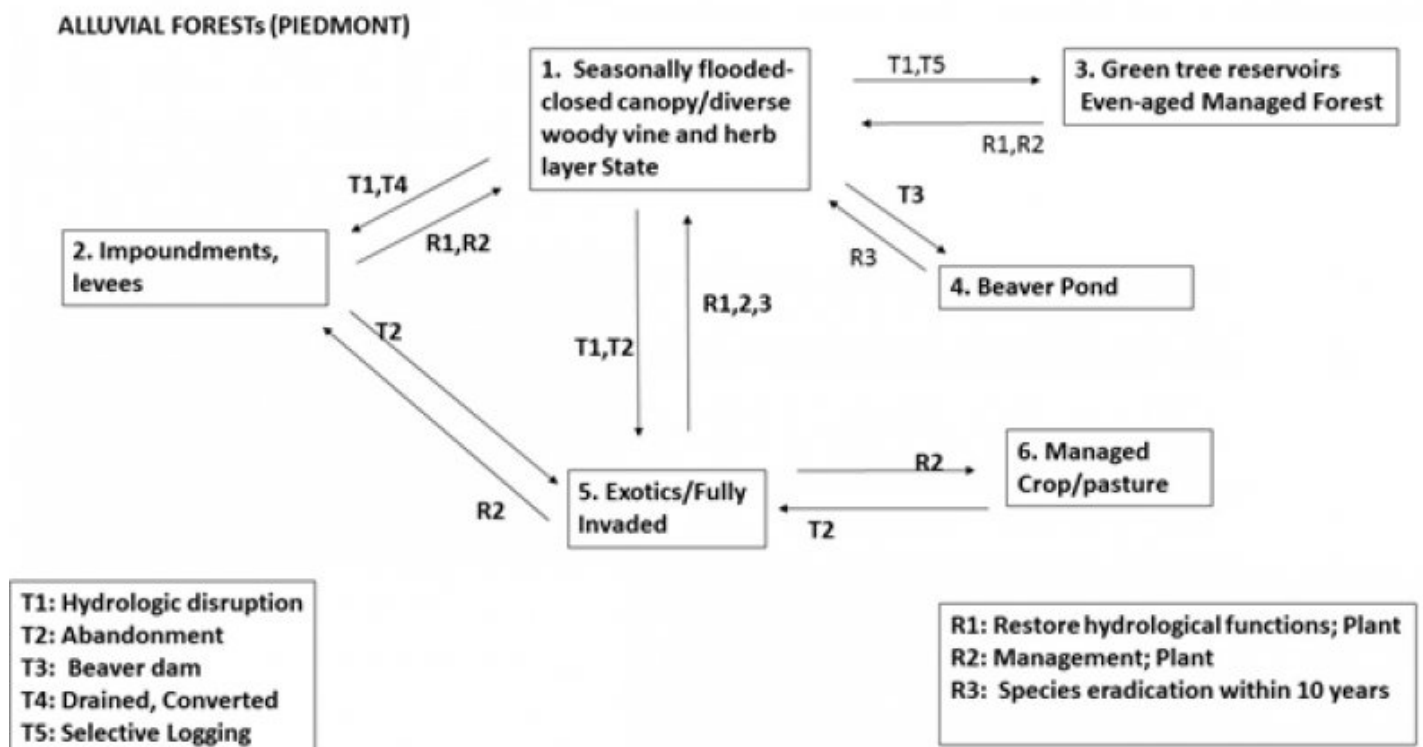 ALLUVIAL FORESTs (PIEDMONT)
1. Seasonally flooded-
closed canopy/diverse
woody vine and herb
layer State
T1,T5
R1,R2
3. Green tree reservoirs
Even-aged Managed Forest
T1,T4
R1,R2
T3
R3
2. Impoundments,
levees
4. Beaver Pond
R1,2,3
T2
T1,T2
R2
5. Exotics/Fully
Invaded
R2
T2
6. Managed
Crop/pasture
T1: Hydrologic disruption
T2: Abandonment
T3: Beaver dam
T4: Drained, Converted
T5: Selective Logging
R1: Restore hydrological functions; Plant
R2: Management; Plant
R3: Species eradication within 10 years